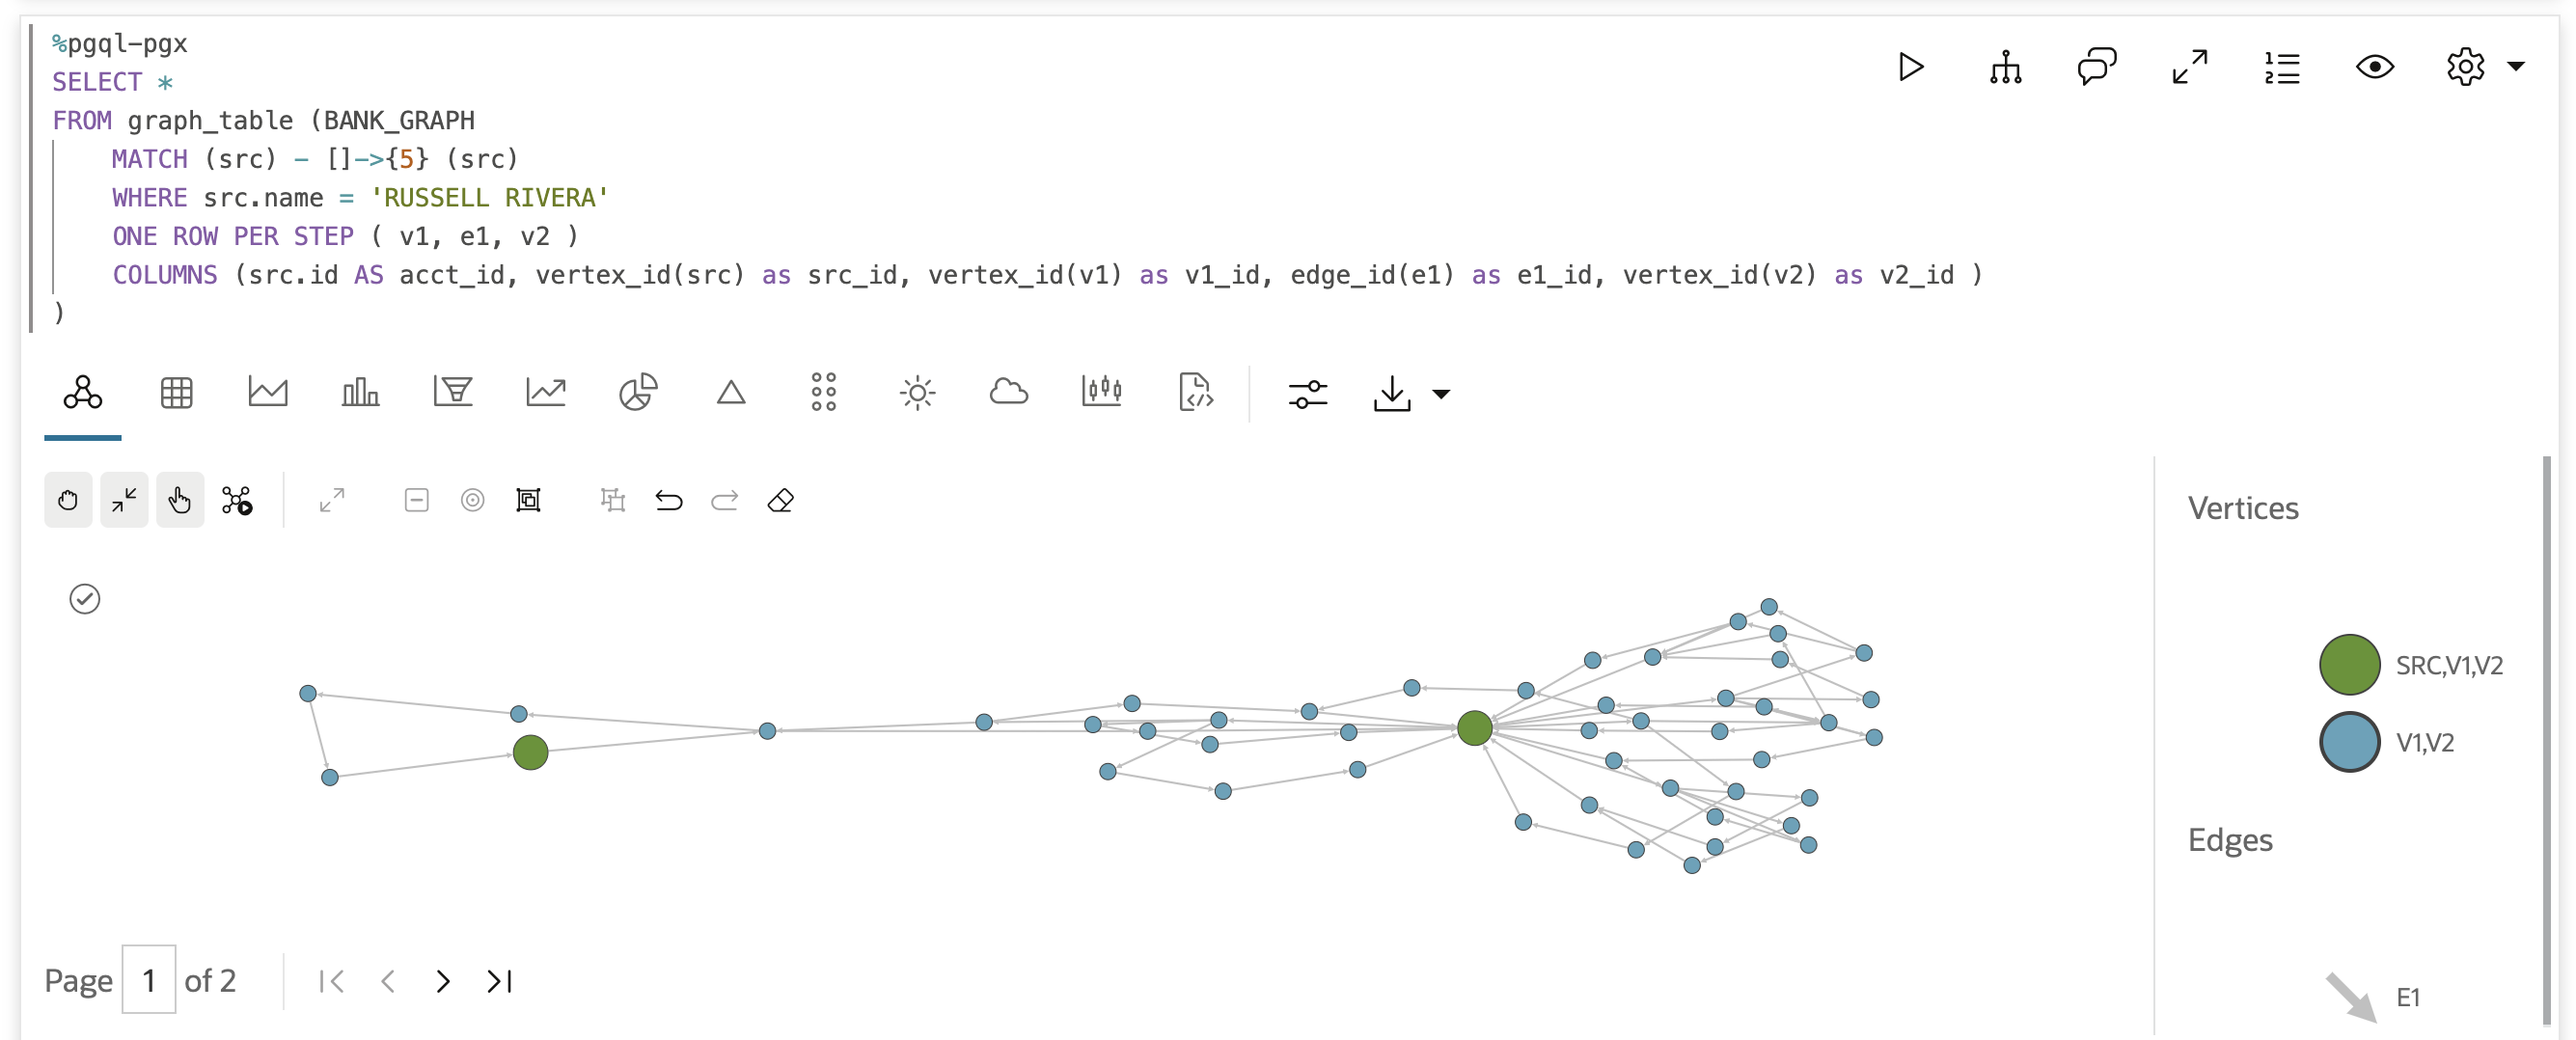 %pgql-pgx
SELECT *
FROM graph_table (BANK_GRAPH
MATCH (src) - []->{5} (src)
WHERE src.name = 'RUSSELL RIVERA'
ONE ROW PER STEP ( v1, e1, v2 )
COLUMNS (src.id AS acct_id, vertex_id(src) as src_id, vertex_id(v1) as v1_id, edge_id(e1) as e1_id, vertex_id(v2) as v2_id )
)
Vertices
SRC,V1,V2
V1,V2
Edges
E1
Page 1 of 2